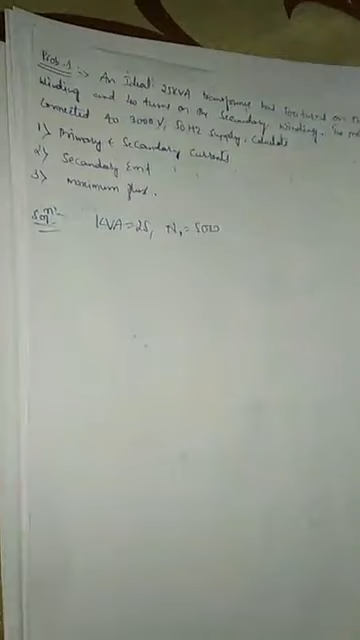 Prob-1 :-> An Ideal 25KVA transformer has 500 turns on
Winding and 40 turns on the Secondary Winding. The
Connected to 3000V, 50HZ Supply. Calculate
1) Primary & Secondary Currents
2) Secondary Emf
3) maximum flux.
Soln:- KVA=25, N₁=500